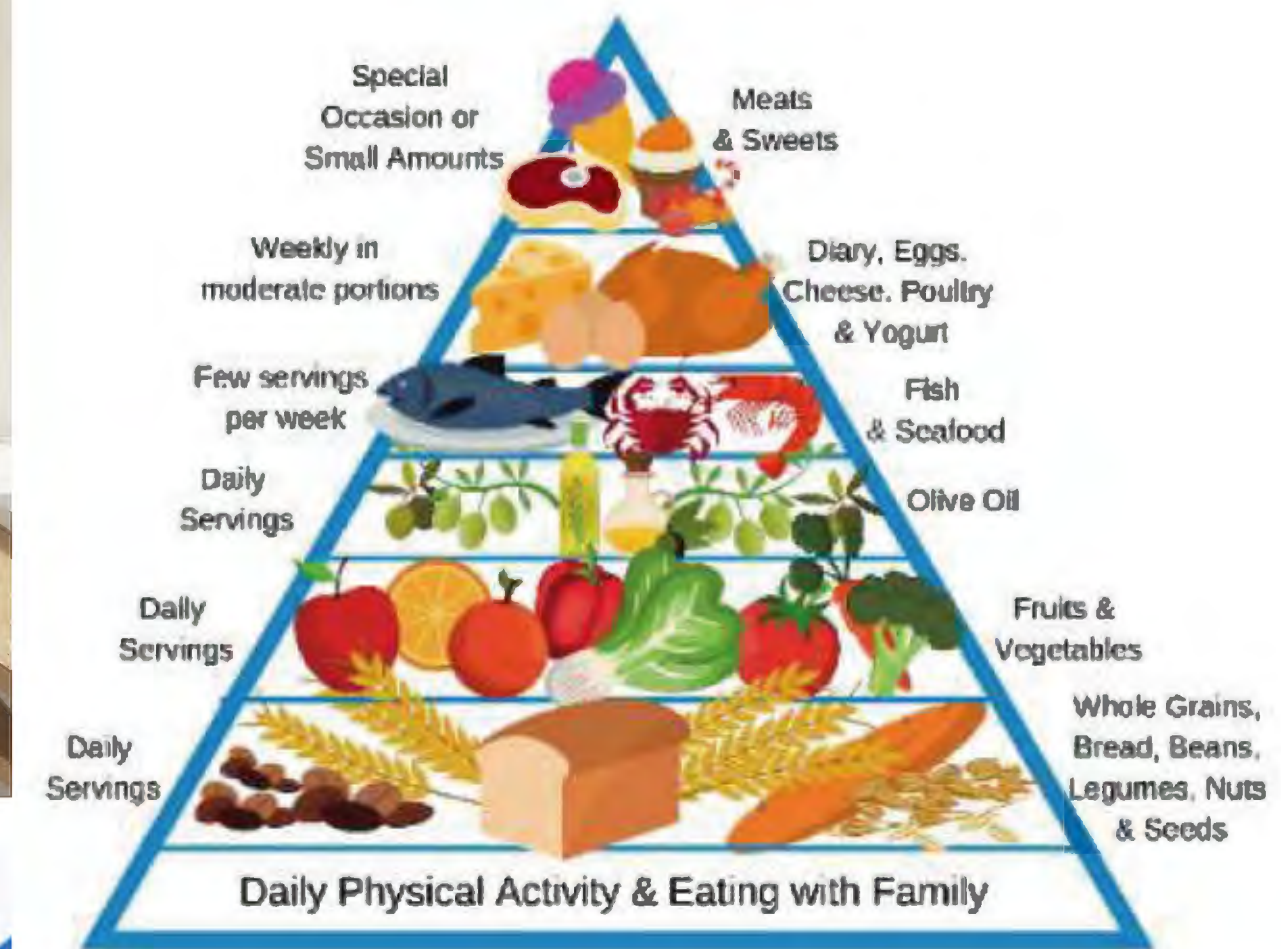 Special
Occasion or
Small Amounts
Meats
& Sweets
Weekly in
moderate portions
Diary, Eggs.
Cheese. Poultry
& Yogurt
Few servings
per week
Fish
& Seafood
Daily
Servings
Olive Oil
Daily
Servings
Fruits &
Vegetables
Daily
Servings
Whole Grains,
Bread, Beans,
Legumes, Nuts
& Seeds
Daily Physical Activity & Eating with Family